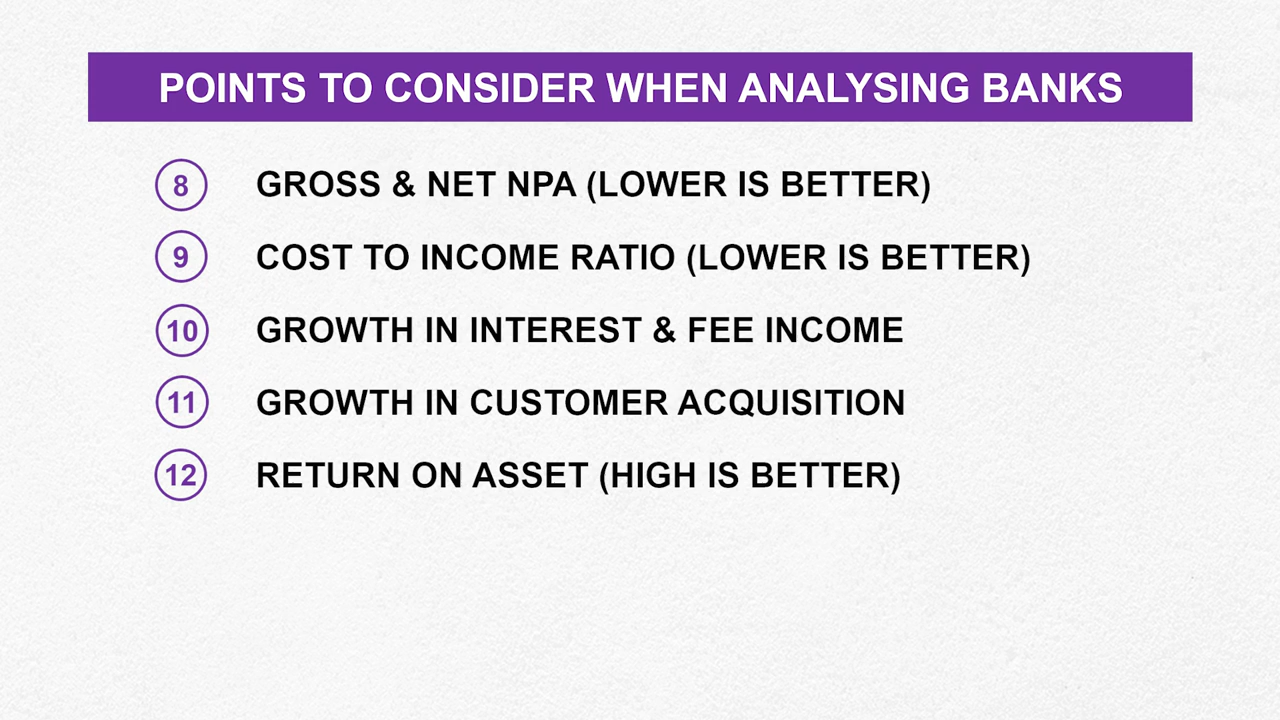 POINTS TO CONSIDER WHEN ANALYSING BANKS
8 GROSS & NET NPA (LOWER IS BETTER)
9 COST TO INCOME RATIO (LOWER IS BETTER)
10 GROWTH IN INTEREST & FEE INCOME
11 GROWTH IN CUSTOMER ACQUISITION
12 RETURN ON ASSET (HIGH IS BETTER)